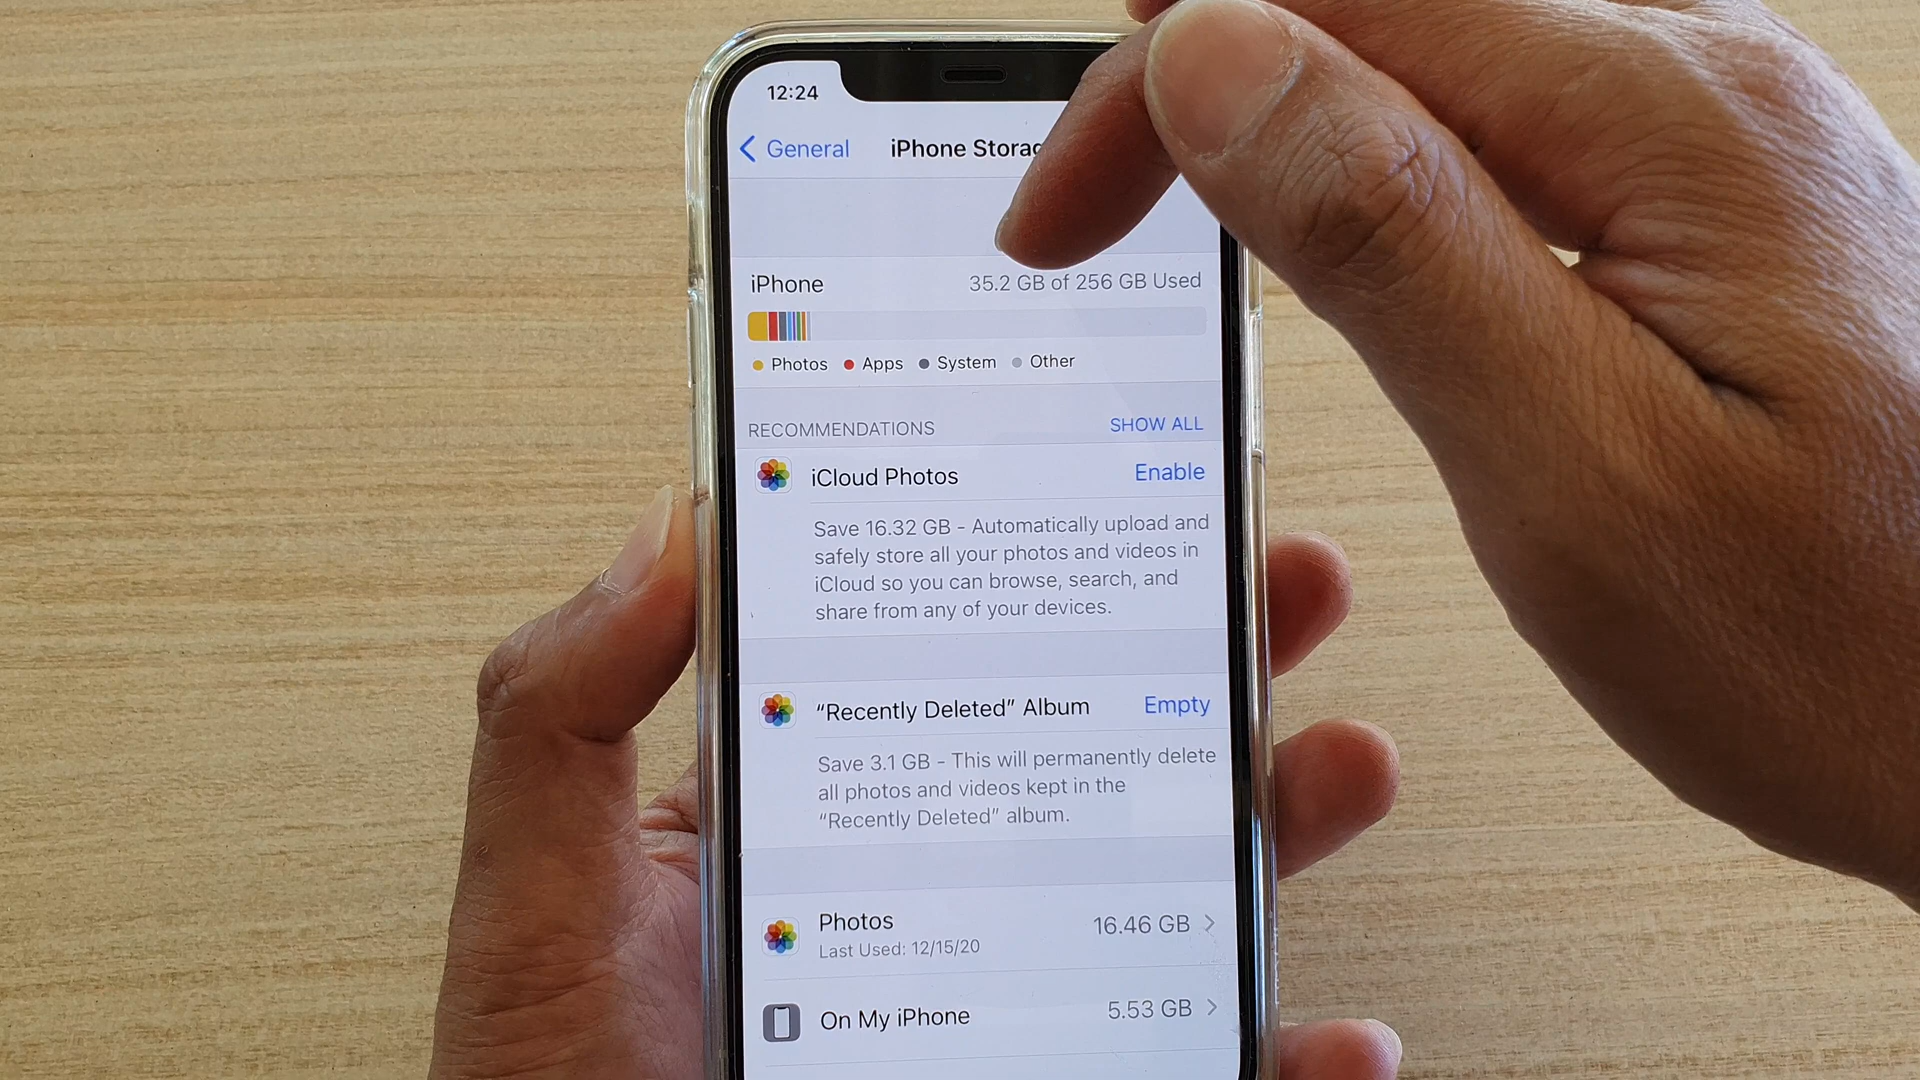 12:24
General
iPhone Storag
iPhone
35.2 GB of 256 GB Used
Photos Apps System Other
RECOMMENDATIONS
SHOW ALL
iCloud Photos
Enable
Save 16.32 GB - Automatically upload and
safely store all your photos and videos in
iCloud so you can browse, search, and
share from any of your devices.
“Recently Deleted” Album
Empty
Save 3.1 GB - This will permanently delete
all photos and videos kept in the
“Recently Deleted” album.
Photos
16.46 GB
Last Used: 12/15/20
On My iPhone
5.53 GB